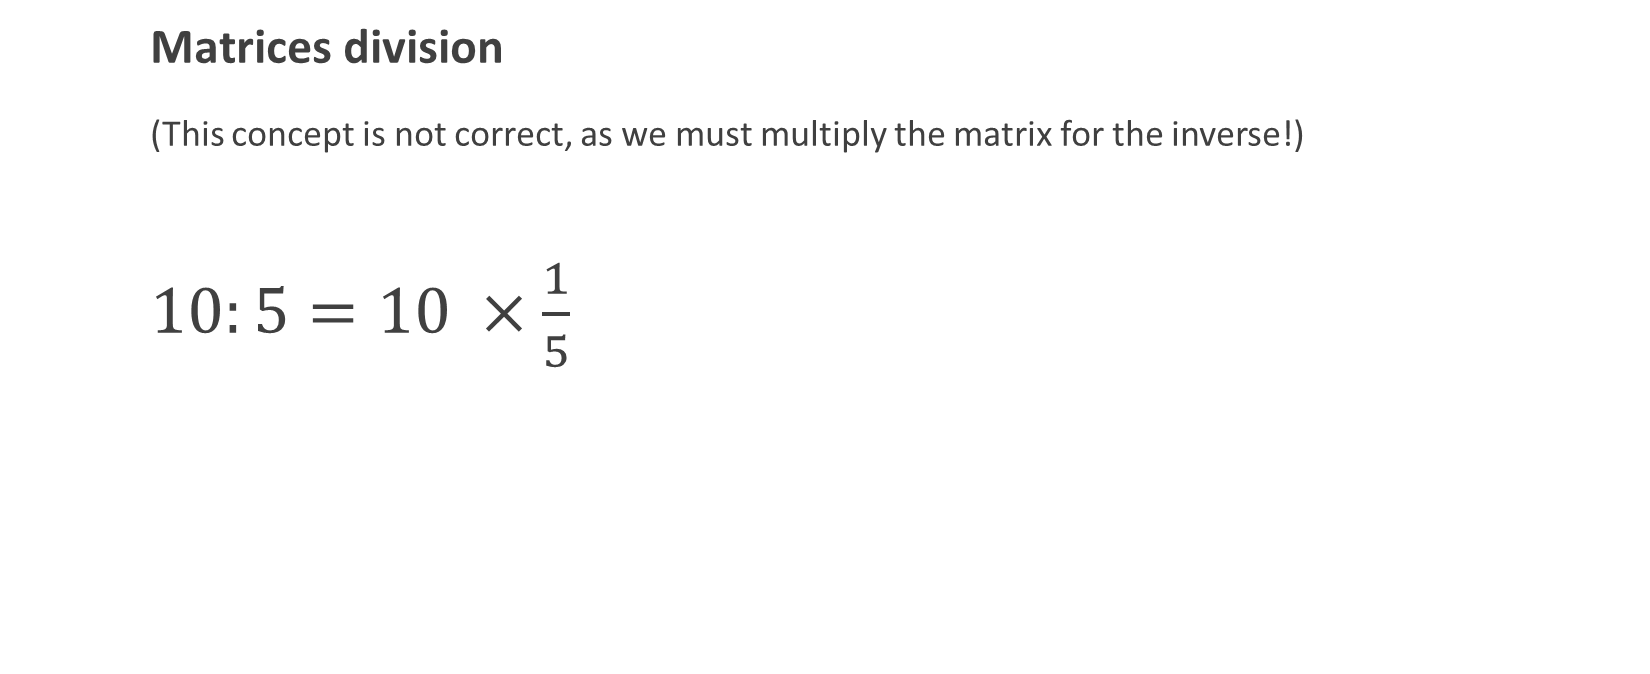 Matrices division
(This concept is not correct, as we must multiply the matrix for the inverse!)
10: 5 = 10 × 1/5